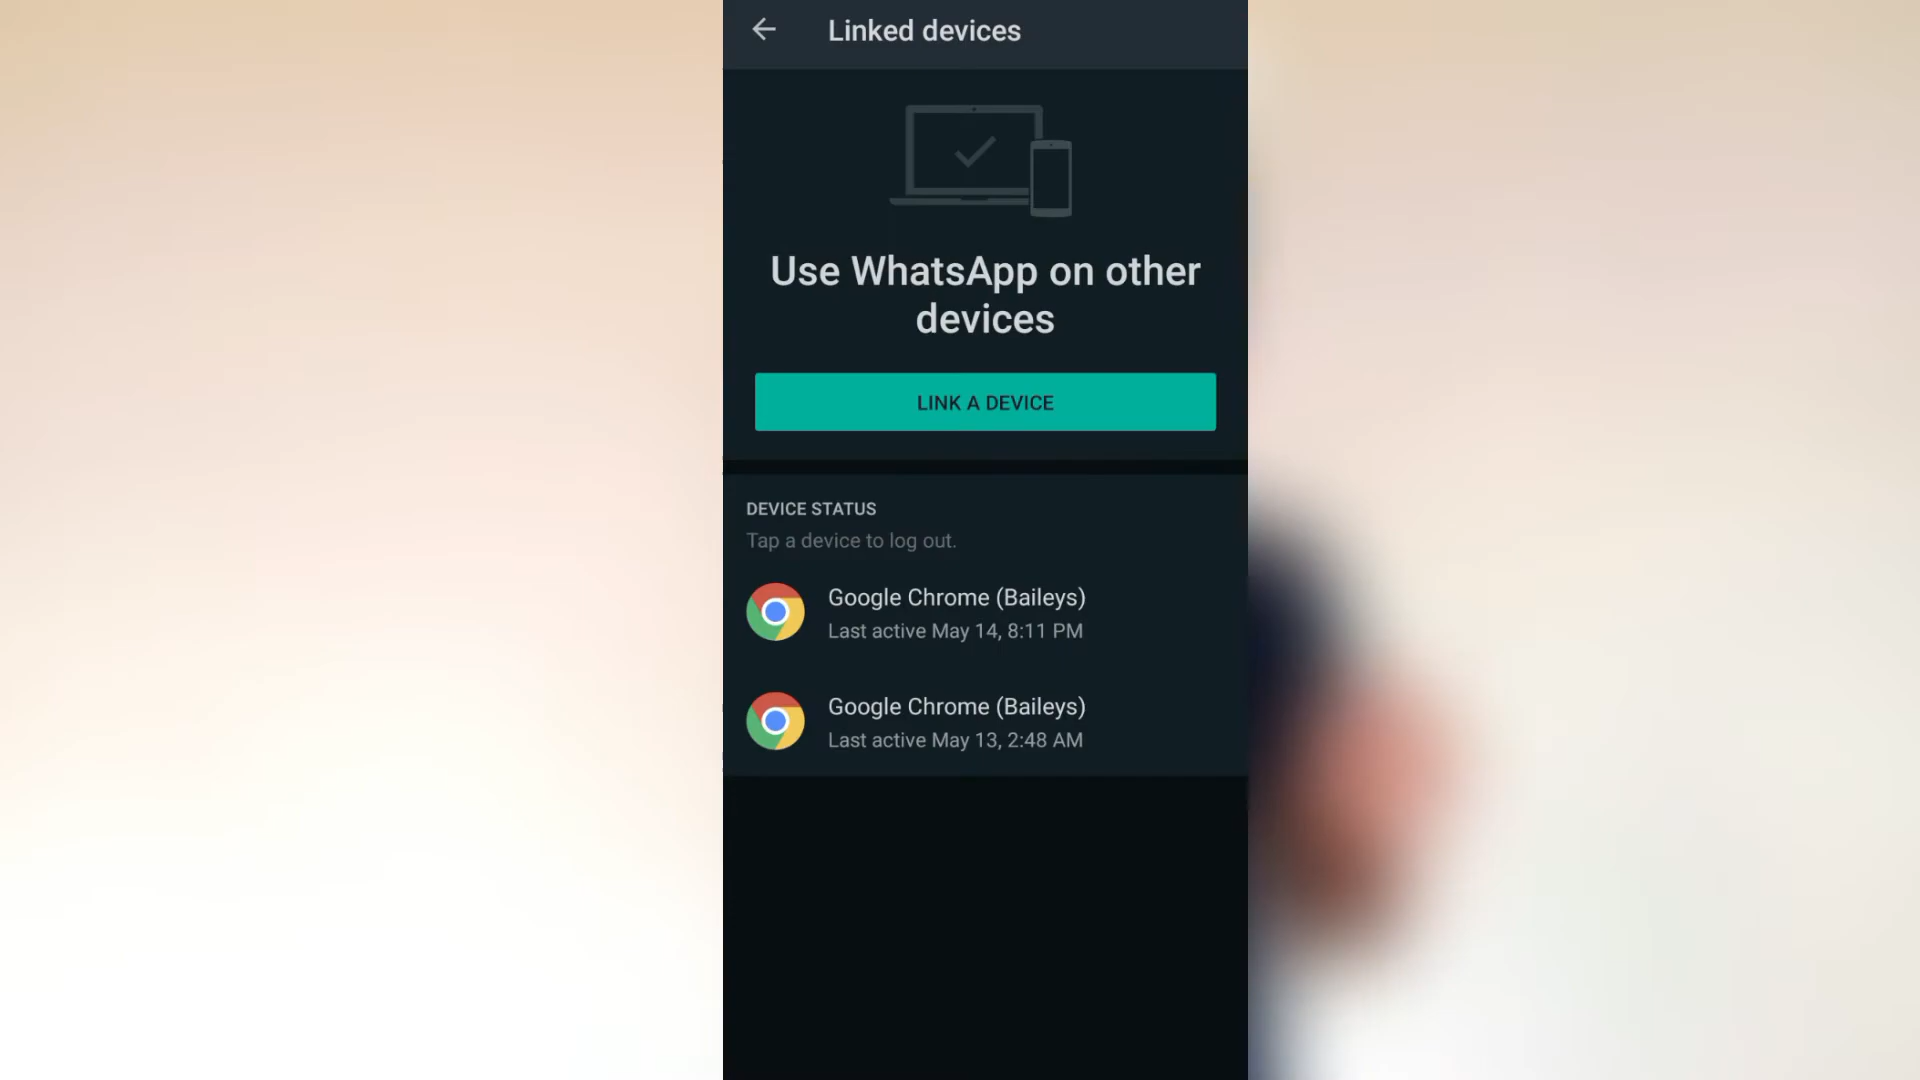 Linked devices
Use WhatsApp on other
devices
LINK A DEVICE
DEVICE STATUS
Tap a device to log out.
Google Chrome (Baileys)
Last active May 14, 8:11 PM
Google Chrome (Baileys)
Last active May 13, 2:48 AM